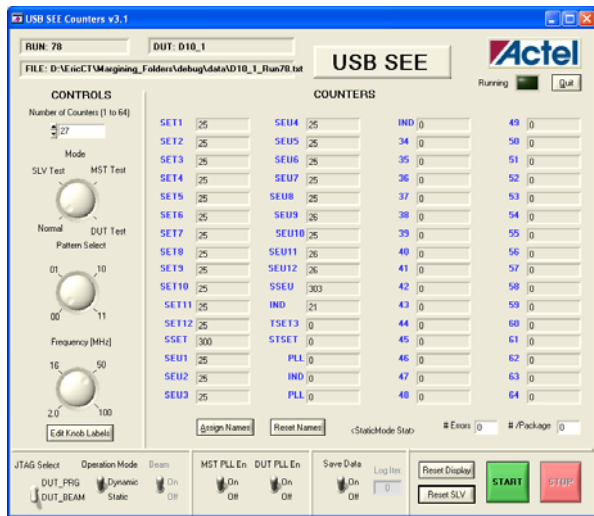 USB SEE Counters v3.1
RUN: 78
DUT: D10_1
FILE: D:\EricCT\Margining_Folders\debug\data\D10_1_Run78.txt
USB SEE
Actel
Running
Quit
CONTROLS
COUNTERS
Number of Counters (1 to 64)
27
Mode
SLV Test MST Test
Normal DUT Test
Pattern Select
01 10
00 11
Frequency (MHz)
16 50
2.0 100
Edit Knob Labels
SET1 25 SEU4 25 IND 0 49 0
SET2 25 SEU5 25 34 0 50 0
SET3 25 SEU6 25 35 0 51 0
SET4 25 SEU7 25 36 0 52 0
SET5 25 SEU8 25 37 0 53 0
SET6 25 SEU9 26 38 0 54 0
SET7 25 SEU10 25 39 0 55 0
SET8 25 SEU11 26 40 0 56 0
SET9 25 SEU12 26 41 0 57 0
SET10 25 SSEU 303 42 0 58 0
SET11 25 IND 21 43 0 59 0
SET12 25 TSET3 0 44 0 60 0
SSET 300 STSET 0 45 0 61 0
SEU1 25 PLL 0 46 0 62 0
SEU2 25 IND 0 47 0 63 0
SEU3 25 PLL 0 48 0 64 0
Assign Names Reset Names <StaticMode Stat> # Errors 0 # /Package 0
JTAG Select Operation Mode Beam MST PLL En DUT PLL En Save Data Log Iter.
DUT_PRG Dynamic On On On On 0
DUT_BEAM Static Off Off Off Off
Reset Display
Reset SLV
START
STOP